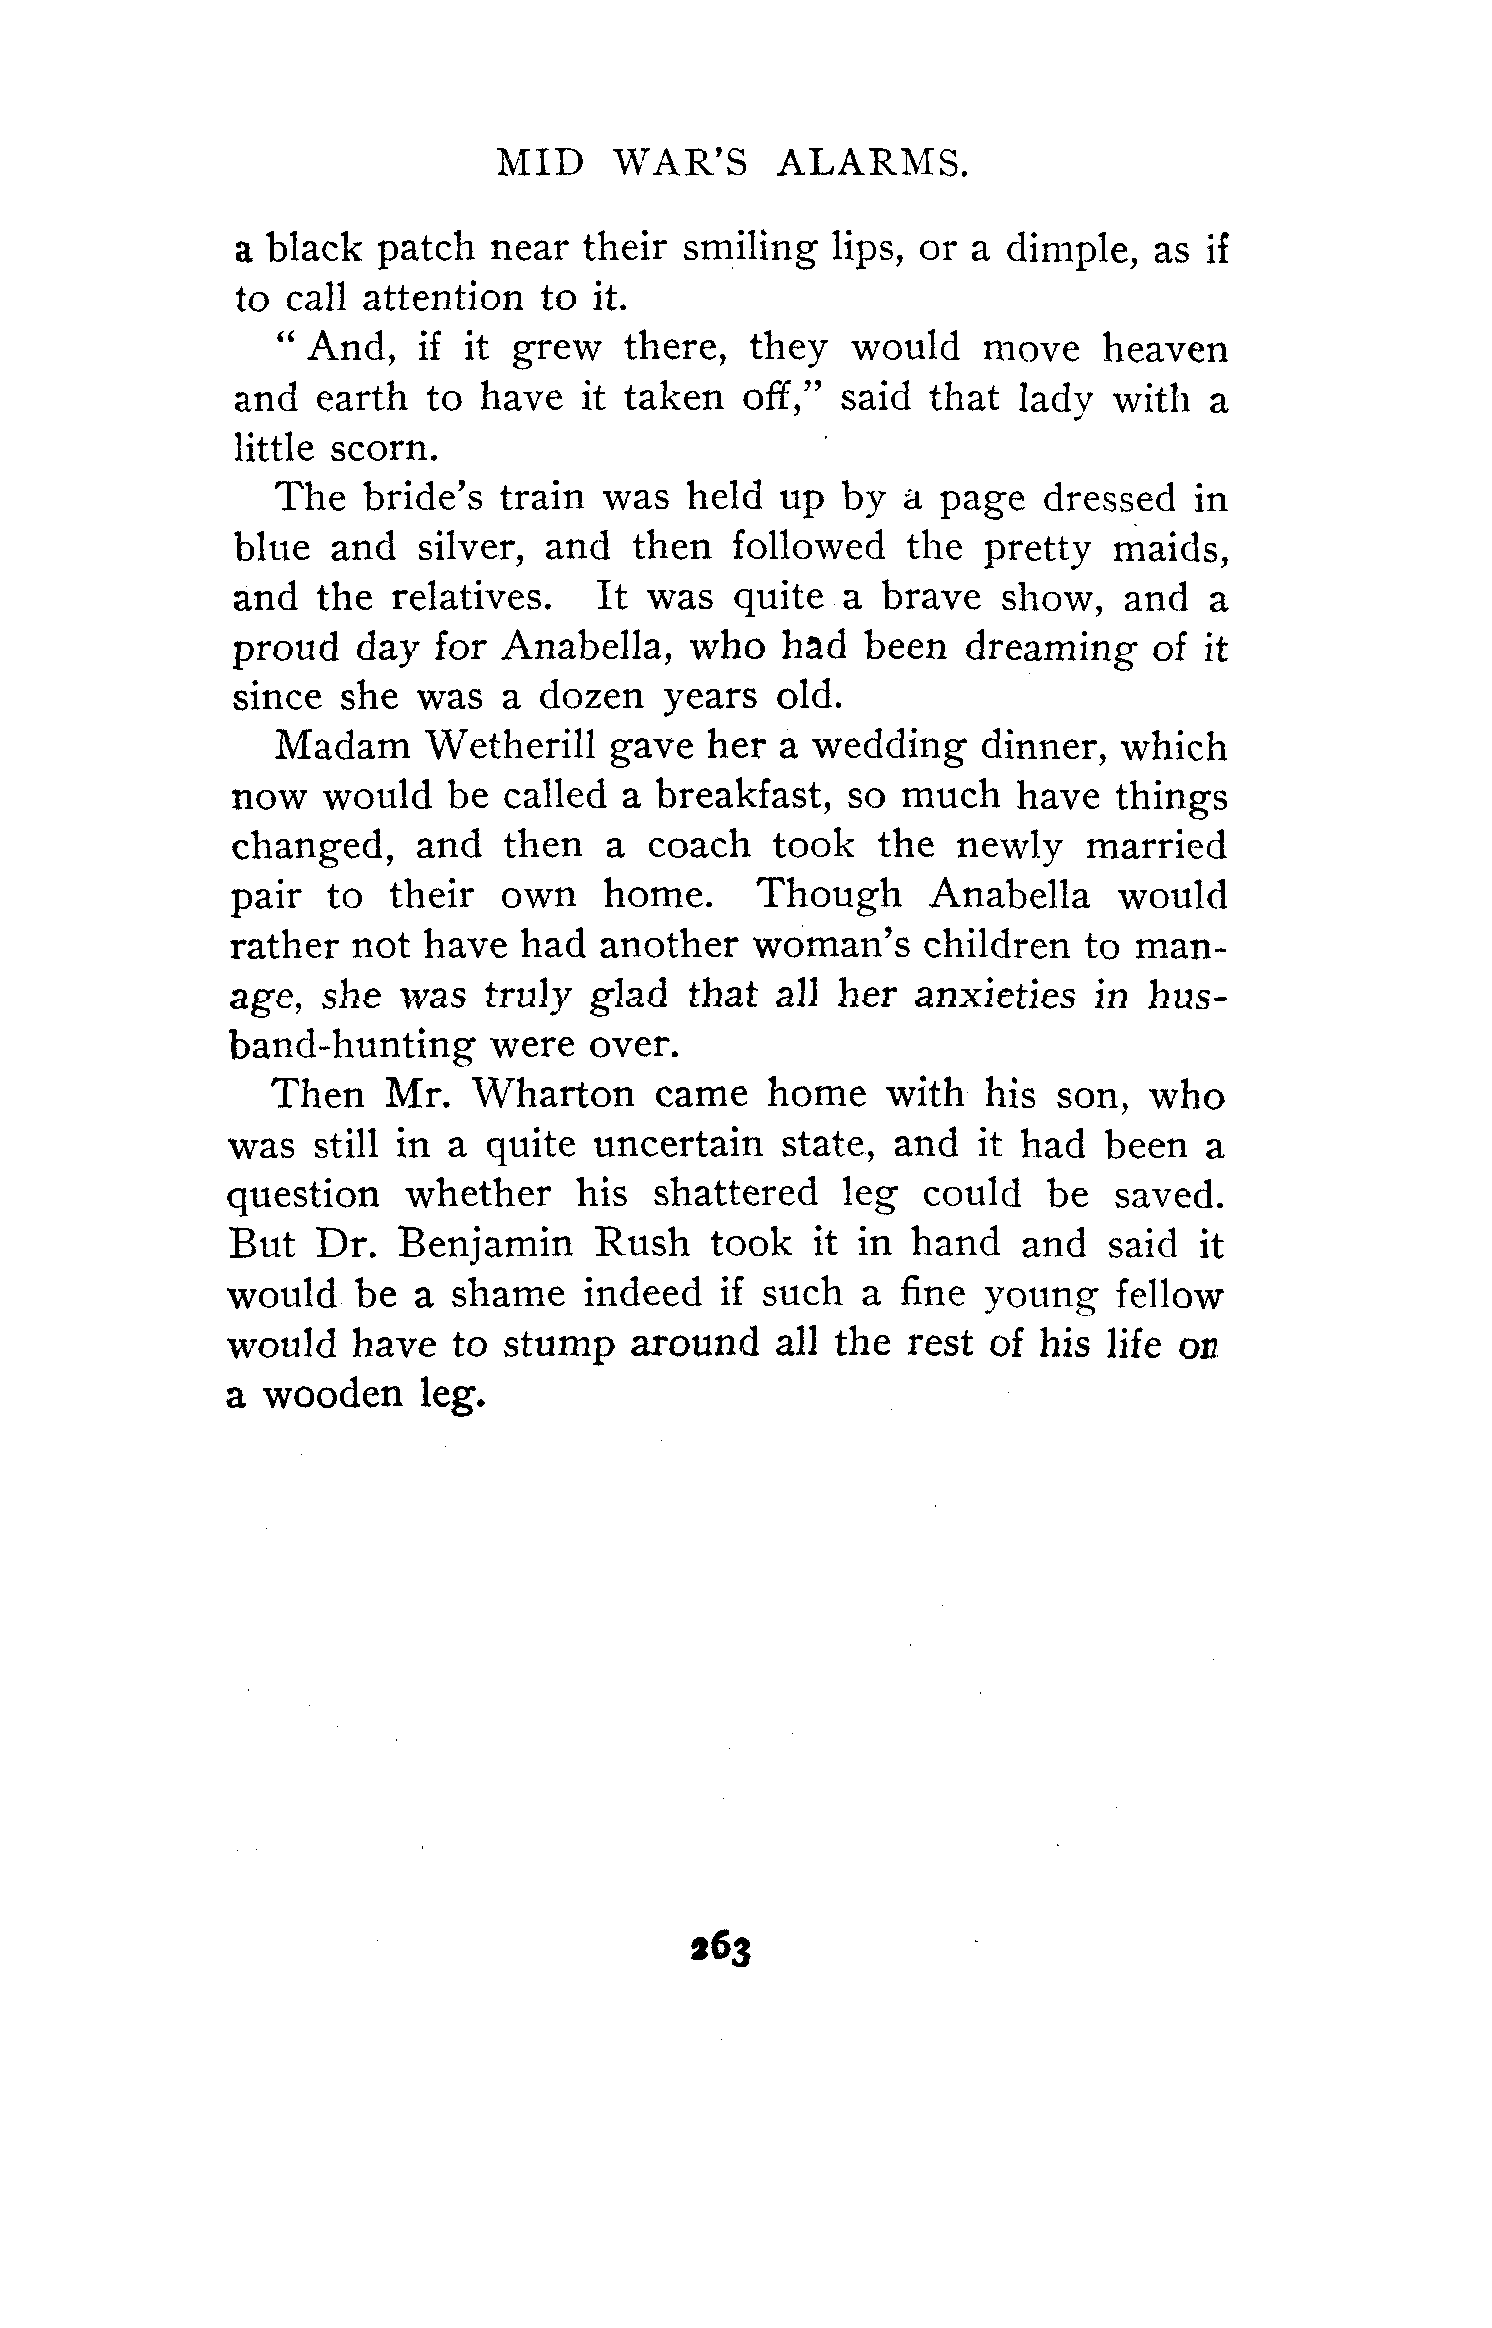 MID WAR'S ALARMS.
a black patch near their smiling lips, or a dimple, as if
to call attention to it.
" And, if it grew there, they would move heaven
and earth to have it taken off," said that lady with a
little scorn.
The bride's train was held up by a page dressed in
blue and silver, and then followed the pretty maids,
and the relatives. It was quite a brave show, and a
proud day for Anabella, who had been dreaming of it
since she was a dozen years old.
Madam Wetherill gave her a wedding dinner, which
now would be called a breakfast, so much have things
changed, and then a coach took the newly married
pair to their own home. Though Anabella would
rather not have had another woman's children to man-
age, she was truly glad that all her anxieties in hus-
band-hunting were over.
Then Mr. Wharton came home with his son, who
was still in a quite uncertain state, and it had been a
question whether his shattered leg could be saved.
But Dr. Benjamin Rush took it in hand and said it
would be a shame indeed if such a fine young fellow
would have to stump around all the rest of his life on
a wooden leg.
263